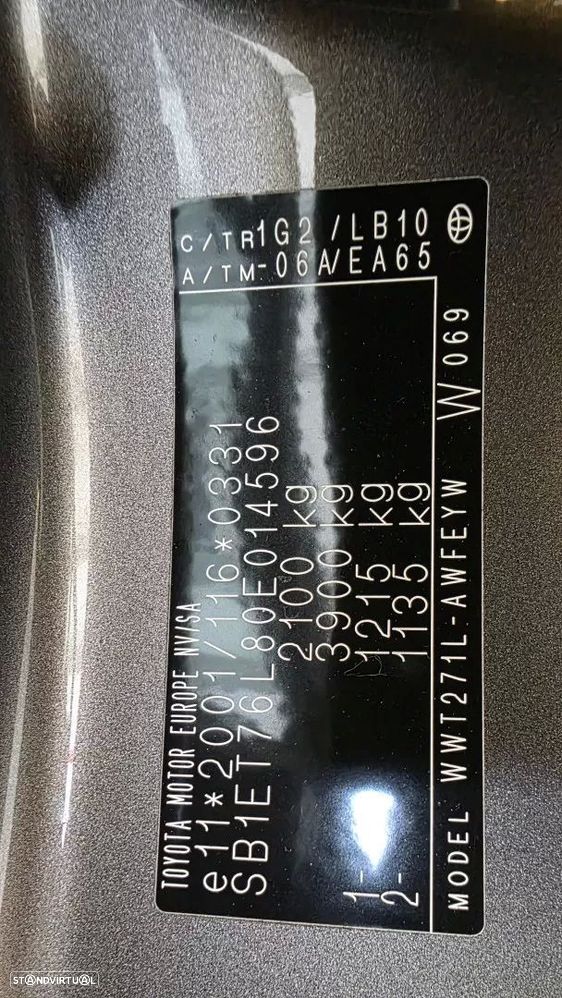 TOYOTA MOTOR EUROPE NV/SA
e11*2001/116*0331
SB1ET76L80E014596
2100 kg
3900 kg
1- 1215 kg
2- 1135 kg
MODEL WWT271L-AWFEYW W 069
C/TR 1G2 /LB10
A/TM -06A/EA65
STANDVIRTUAL